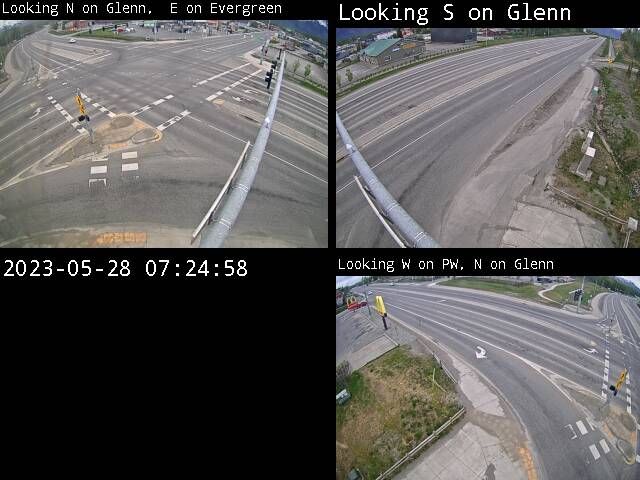 Looking N on Glenn,  E on Evergreen
Looking S on Glenn
2023-05-28 07:24:58
Looking W on PW, N on Glenn